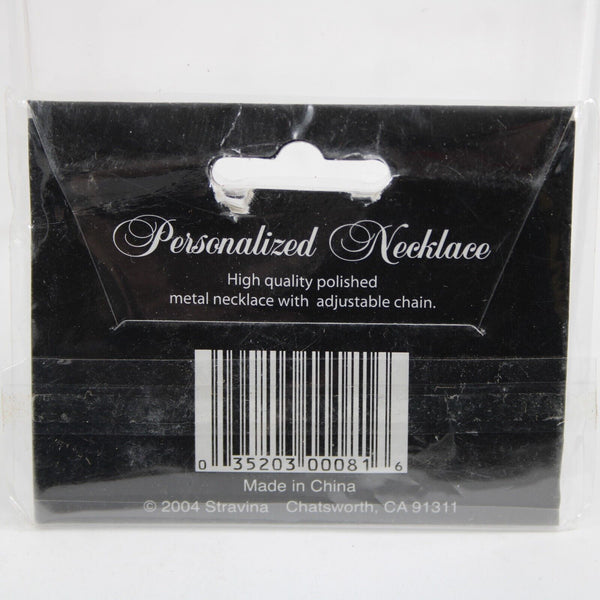 Personalized Necklace
High quality polished
metal necklace with adjustable chain.
0 35203 00081 6
Made in China
© 2004 Stravina Chatsworth, CA 91311